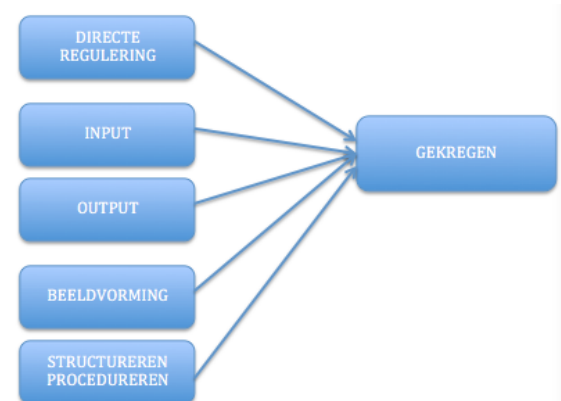 DIRECTE
REGULERING
INPUT
GEKREGEN
OUTPUT
BEELDVORMING
STRUCTUREREN
PROCEDUREREN